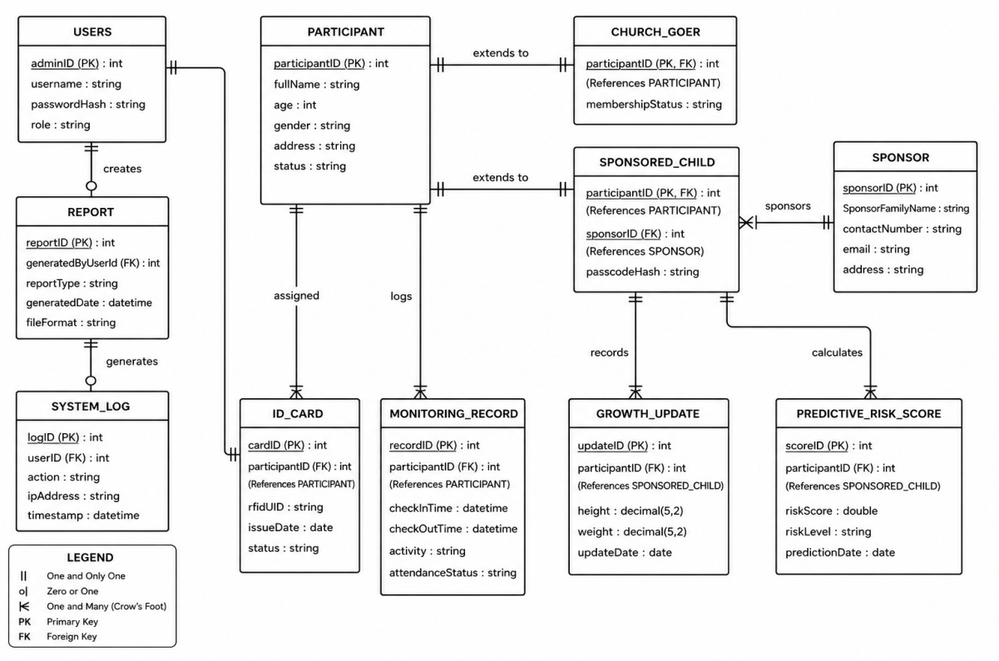 USERS
adminID (PK) : int
username : string
passwordHash : string
role : string
creates
REPORT
reportID (PK) : int
generatedByUserId (FK) : int
reportType : string
generatedDate : datetime
fileFormat : string
generates
SYSTEM_LOG
logID (PK) : int
userID (FK) : int
action : string
ipAddress : string
timestamp : datetime
PARTICIPANT
participantID (PK) : int
fullName : string
age : int
gender : string
address : string
status : string
extends to
CHURCH_GOER
participantID (PK, FK) : int
(References PARTICIPANT)
membershipStatus : string
extends to
SPONSORED_CHILD
participantID (PK, FK) : int
(References PARTICIPANT)
sponsorID (FK) : int
(References SPONSOR)
passcodeHash : string
sponsors
SPONSOR
sponsorID (PK) : int
SponsorFamilyName : string
contactNumber : string
email : string
address : string
assigned
logs
records
calculates
ID_CARD
cardID (PK) : int
participantID (FK) : int
(References PARTICIPANT)
rfidUID : string
issueDate : date
status : string
MONITORING_RECORD
recordID (PK) : int
participantID (FK) : int
(References PARTICIPANT)
checkInTime : datetime
checkOutTime : datetime
activity : string
attendanceStatus : string
GROWTH_UPDATE
updateID (PK) : int
participantID (FK) : int
(References SPONSORED_CHILD)
height : decimal(5,2)
weight : decimal(5,2)
updateDate : date
PREDICTIVE_RISK_SCORE
scoreID (PK) : int
participantID (FK) : int
(References SPONSORED_CHILD)
riskScore : double
riskLevel : string
predictionDate : date
LEGEND
|| One and Only One
o| Zero or One
One and Many (Crow's Foot)
PK Primary Key
FK Foreign Key